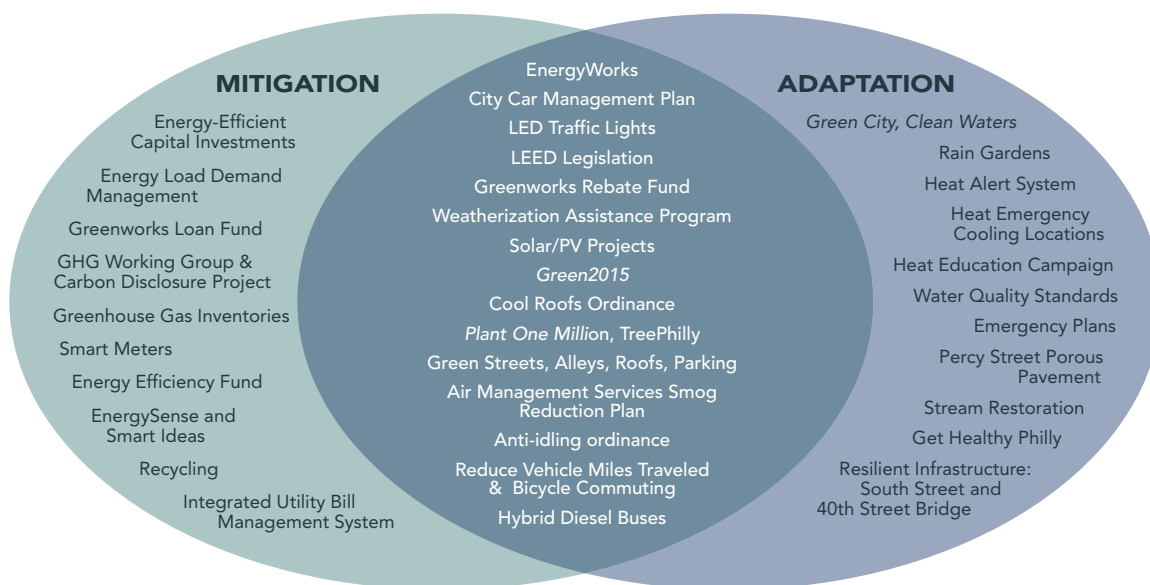 MITIGATION
Energy-Efficient
Capital Investments
Energy Load Demand
Management
Greenworks Loan Fund
GHG Working Group &
Carbon Disclosure Project
Greenhouse Gas Inventories
Smart Meters
Energy Efficiency Fund
EnergySense and
Smart Ideas
Recycling
Integrated Utility Bill
Management System
EnergyWorks
City Car Management Plan
LED Traffic Lights
LEED Legislation
Greenworks Rebate Fund
Weatherization Assistance Program
Solar/PV Projects
Green2015
Cool Roofs Ordinance
Plant One Million, TreePhilly
Green Streets, Alleys, Roofs, Parking
Air Management Services Smog
Reduction Plan
Anti-idling ordinance
Reduce Vehicle Miles Traveled
& Bicycle Commuting
Hybrid Diesel Buses
ADAPTATION
Green City, Clean Waters
Rain Gardens
Heat Alert System
Heat Emergency
Cooling Locations
Heat Education Campaign
Water Quality Standards
Emergency Plans
Percy Street Porous
Pavement
Stream Restoration
Get Healthy Philly
Resilient Infrastructure:
South Street and
40th Street Bridge